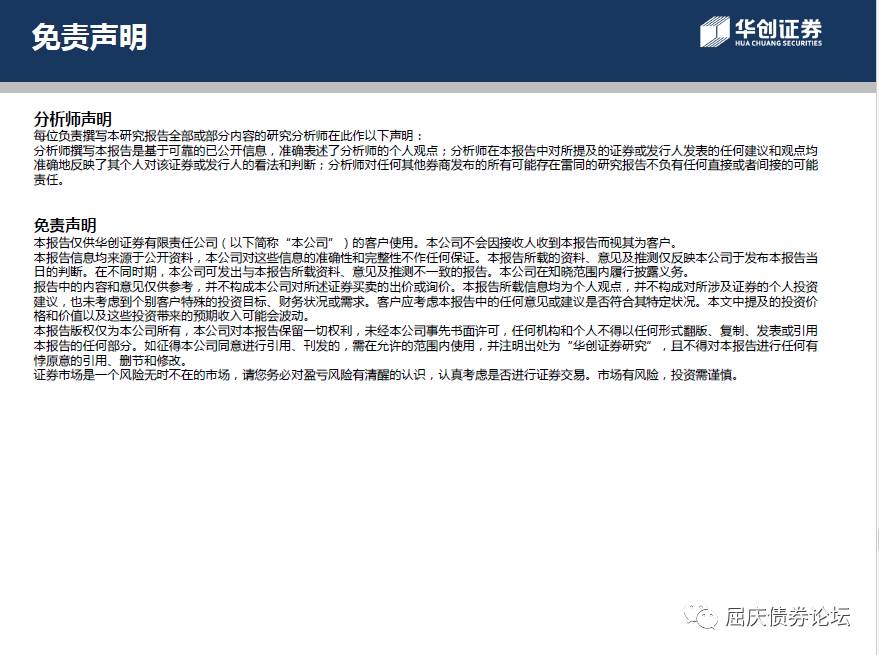 免责声明
华创证券
HUA CHUANG SECURITIES
分析师声明
每位负责撰写本研究报告全部或部分内容的研究分析师在此作以下声明：
分析师撰写本报告是基于可靠的已公开信息，准确表述了分析师的个人观点；分析师在本报告中对所提及的证券或发行人发表的任何建议和观点均
准确地反映了其个人对该证券或发行人的看法和判断；分析师对任何其他券商发布的所有可能存在雷同的研究报告不负有任何直接或者间接的可能
责任。
免责声明
本报告仅供华创证券有限责任公司（以下简称“本公司”）的客户使用。本公司不会因接收人收到本报告而视其为客户。
本报告信息均来源于公开资料，本公司对这些信息的准确性和完整性不作任何保证。本报告所载的资料、意见及推测仅反映本公司于发布本报告当
日的判断。在不同时期，本公司可发出与本报告所载资料、意见及推测不一致的报告。本公司在知晓范围内履行披露义务。
报告中的内容和意见仅供参考，并不构成本公司对所述证券买卖的出价或询价。本报告所载信息均为个人观点，并不构成对所涉及证券的个人投资
建议，也未考虑到个别客户特殊的投资目标、财务状况或需求。客户应考虑本报告中的任何意见或建议是否符合其特定状况。本文中提及的投资价
格和价值以及这些投资带来的预期收入可能会波动。
本报告版权仅为本公司所有，本公司对本报告保留一切权利，未经本公司事先书面许可，任何机构和个人不得以任何形式翻版、复制、发表或引用
本报告的任何部分。如征得本公司同意进行引用、刊发的，需在允许的范围内使用，并注明出处为“华创证券研究”，且不得对本报告进行任何有
悖原意的引用、删节和修改。
证券市场是一个风险无时不在的市场，请您务必对盈亏风险有清醒的认识，认真考虑是否进行证券交易。市场有风险，投资需谨慎。
屈庆债券论坛